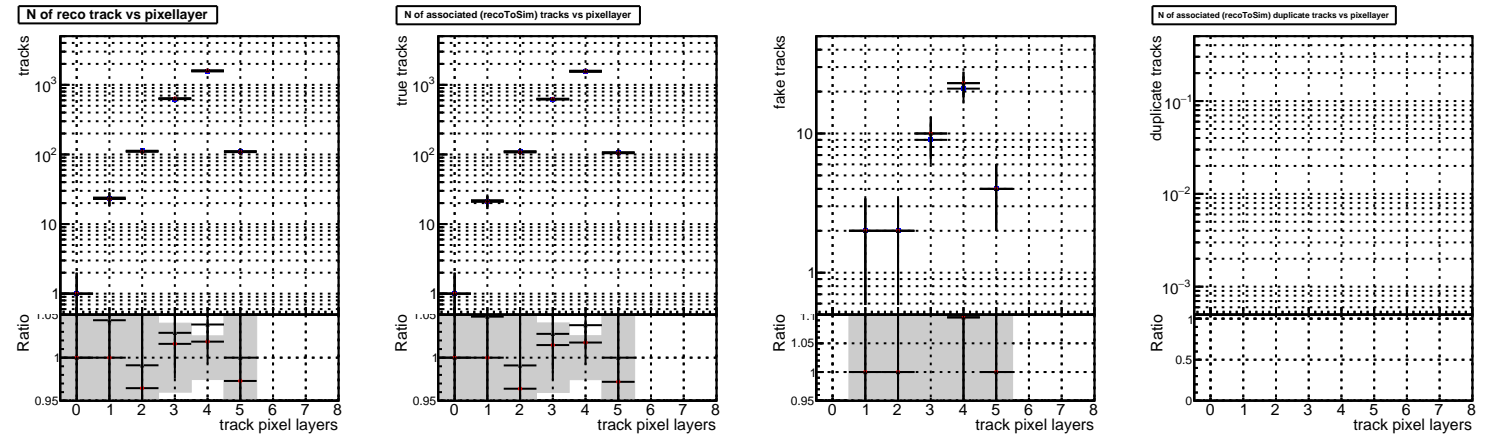 N of reco track vs pixellayer
tracks
10³
10²
10
1
Ratio
1.05
1
0.95
0 1 2 3 4 5 6 7 8
track pixel layers
N of associated (recoToSim) tracks vs pixellayer
true tracks
10³
10²
10
1
Ratio
1.05
1
0.95
0 1 2 3 4 5 6 7 8
track pixel layers
fake tracks
10
1
Ratio
1.1
1.05
1
0.95
0 1 2 3 4 5 6 7 8
track pixel layers
N of associated (recoToSim) duplicate tracks vs pixellayer
duplicate tracks
10⁻¹
10⁻²
10⁻³
Ratio
1
0.5
0
0 1 2 3 4 5 6 7 8
track pixel layers